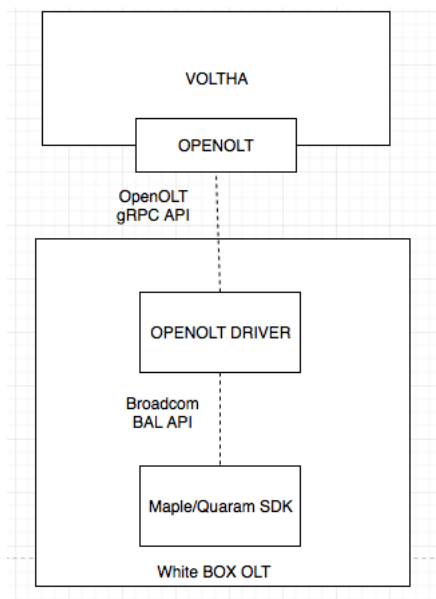 VOLTHA
OPENOLT
OpenOLT
gRPC API
OPENOLT DRIVER
Broadcom
BAL API
Maple/Quaram SDK
White BOX OLT